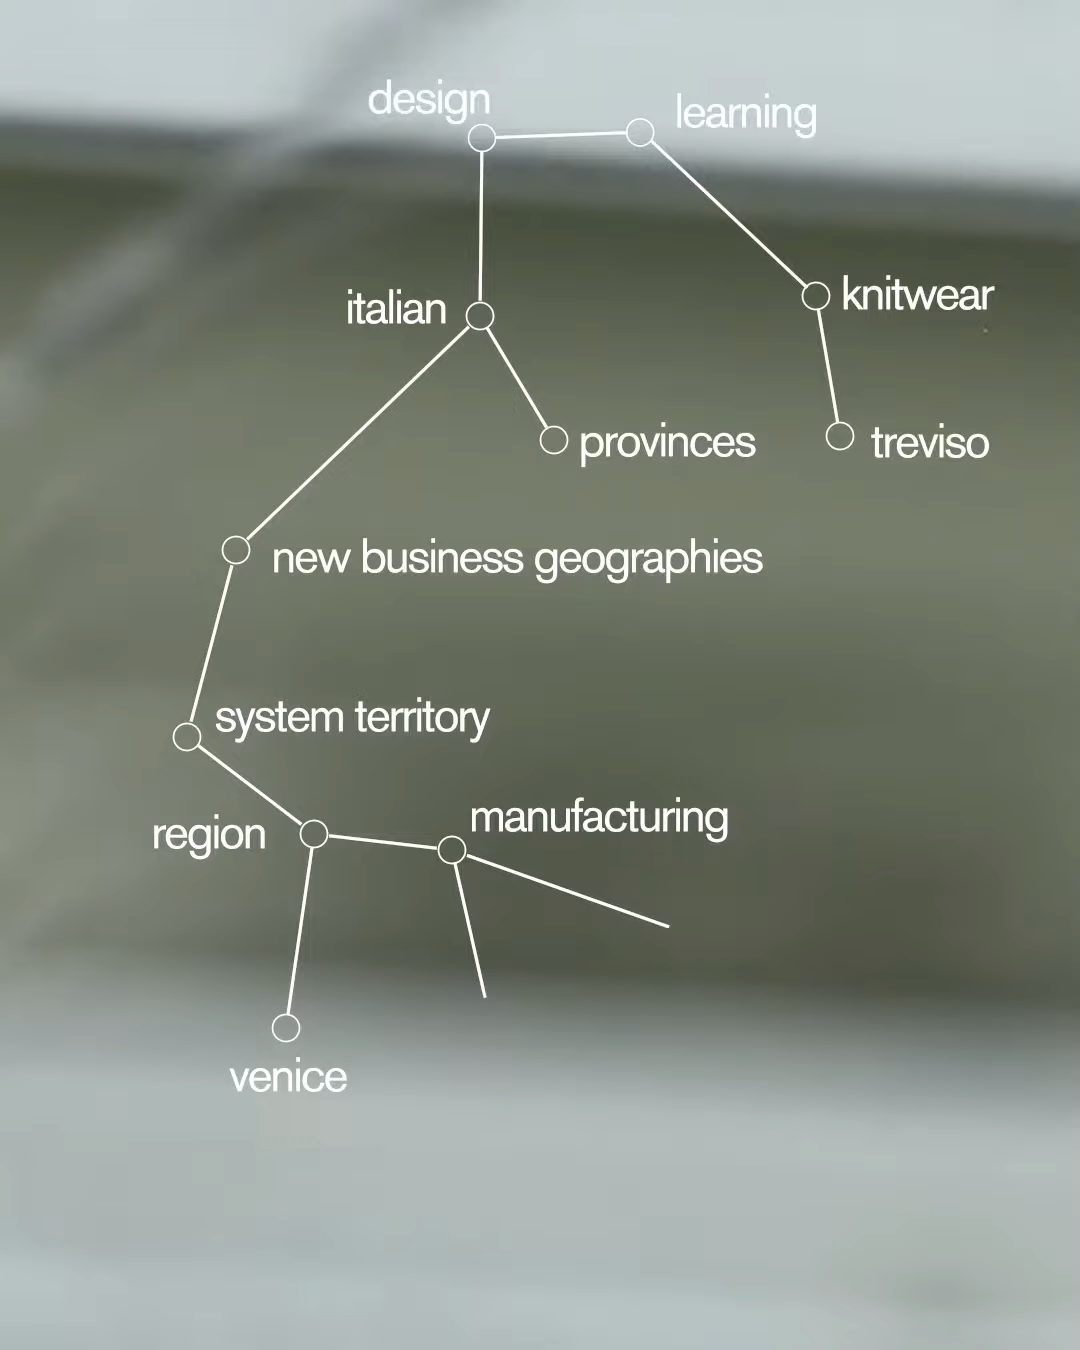 design
learning
italian
knitwear
provinces
treviso
new business geographies
system territory
region
manufacturing
venice